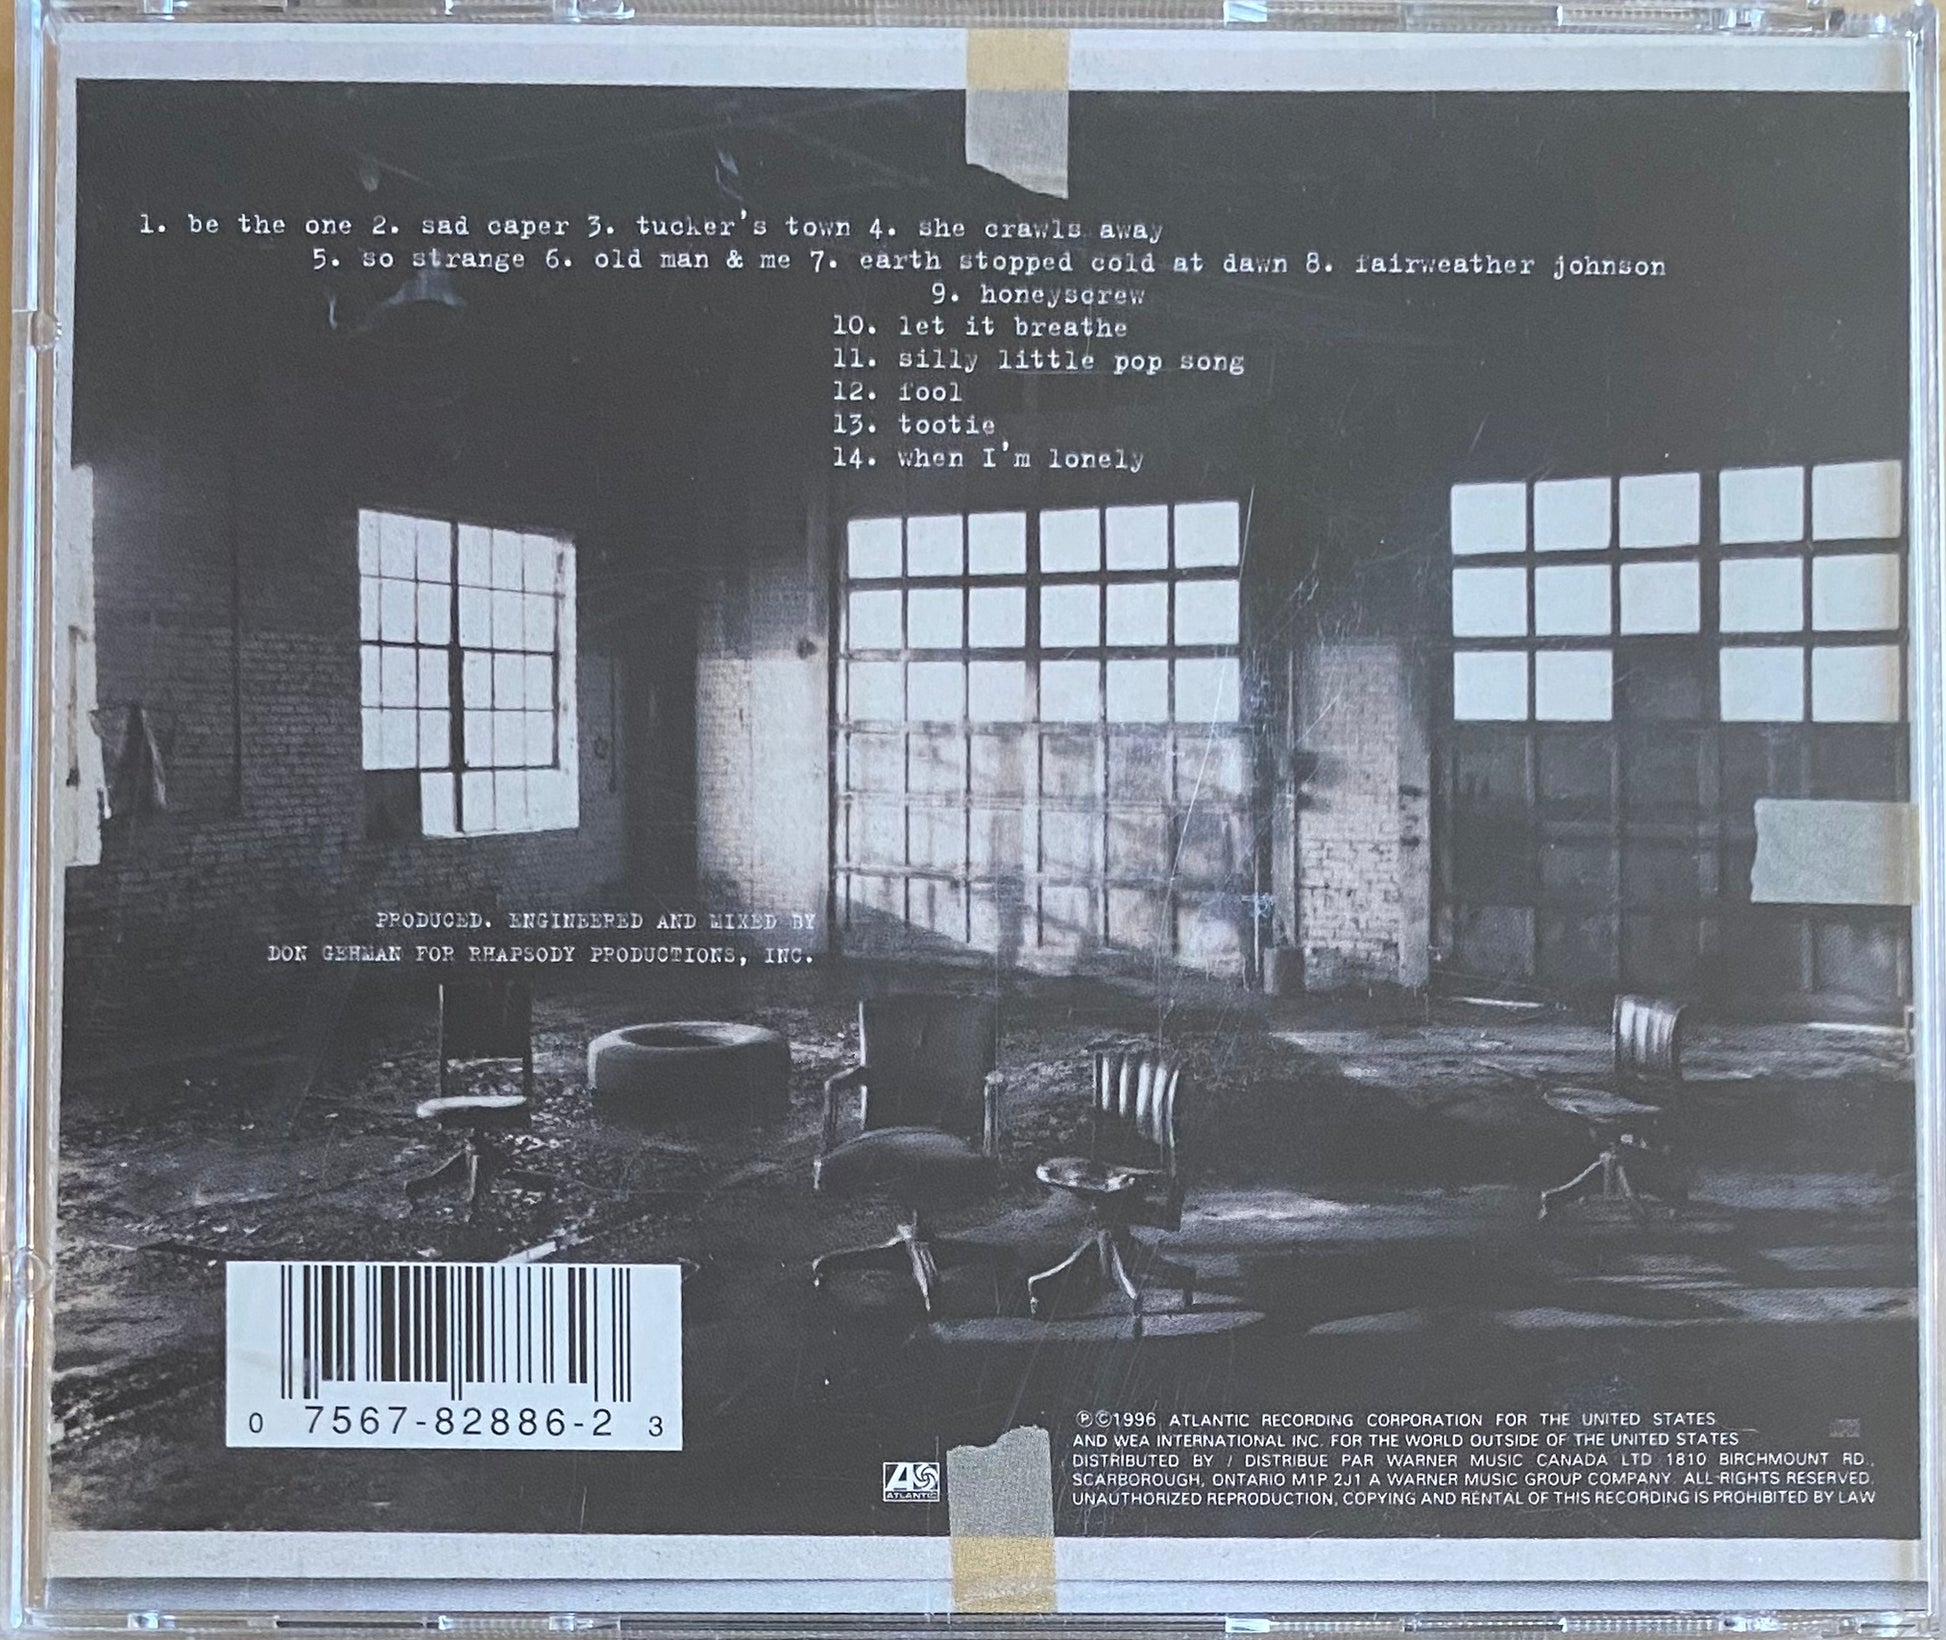 1. be the one 2. sad caper 3. tucker's town 4. she crawls away
5. so strange 6. old man & me 7. earth stopped cold at dawn 8. fairweather johnson
9. honeyscrew
10. let it breathe
11. silly little pop song
12. fool
13. tootie
14. when I'm lonely
PRODUCED. ENGINEERED AND MIXED BY
DON GEHMAN FOR RHAPSODY PRODUCTIONS, INC.
0 7567-82886-2 3
ATLANTIC
℗©1996 ATLANTIC RECORDING CORPORATION FOR THE UNITED STATES
AND WEA INTERNATIONAL INC. FOR THE WORLD OUTSIDE OF THE UNITED STATES
DISTRIBUTED BY / DISTRIBUE PAR WARNER MUSIC CANADA LTD 1810 BIRCHMOUNT RD.,
SCARBOROUGH, ONTARIO M1P 2J1 A WARNER MUSIC GROUP COMPANY. ALL RIGHTS RESERVED.
UNAUTHORIZED REPRODUCTION, COPYING AND RENTAL OF THIS RECORDING IS PROHIBITED BY LAW